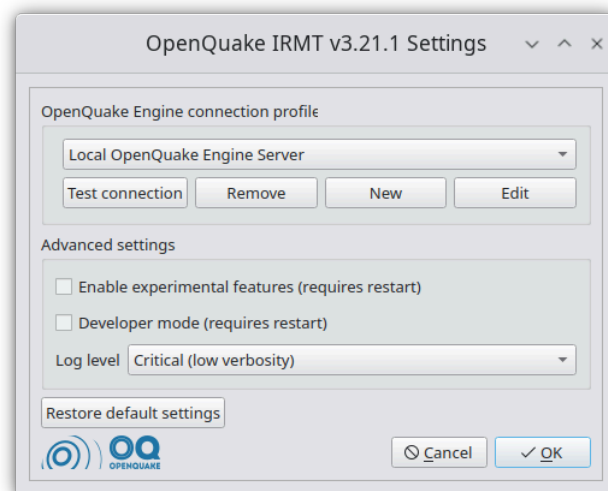 OpenQuake IRMT v3.21.1 Settings
OpenQuake Engine connection profile
Local OpenQuake Engine Server
Test connection Remove New Edit
Advanced settings
Enable experimental features (requires restart)
Developer mode (requires restart)
Log level Critical (low verbosity)
Restore default settings
OQ
OPENQUAKE
Cancel OK